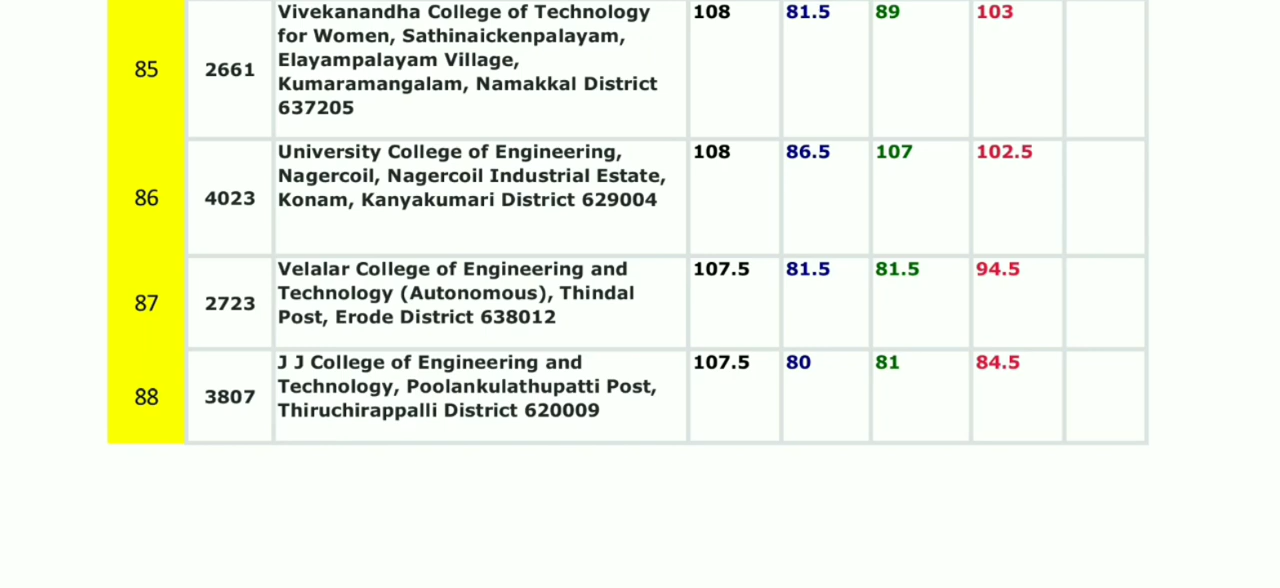 85 2661 Vivekanandha College of Technology 108 81.5 89 103
for Women, Sathinaickenpalayam,
Elayampalayam Village,
Kumaramangalam, Namakkal District
637205
86 4023 University College of Engineering, 108 86.5 107 102.5
Nagercoil, Nagercoil Industrial Estate,
Konam, Kanyakumari District 629004
87 2723 Velalar College of Engineering and 107.5 81.5 81.5 94.5
Technology (Autonomous), Thindal
Post, Erode District 638012
88 3807 J J College of Engineering and 107.5 80 81 84.5
Technology, Poolankulathupatti Post,
Thiruchirappalli District 620009